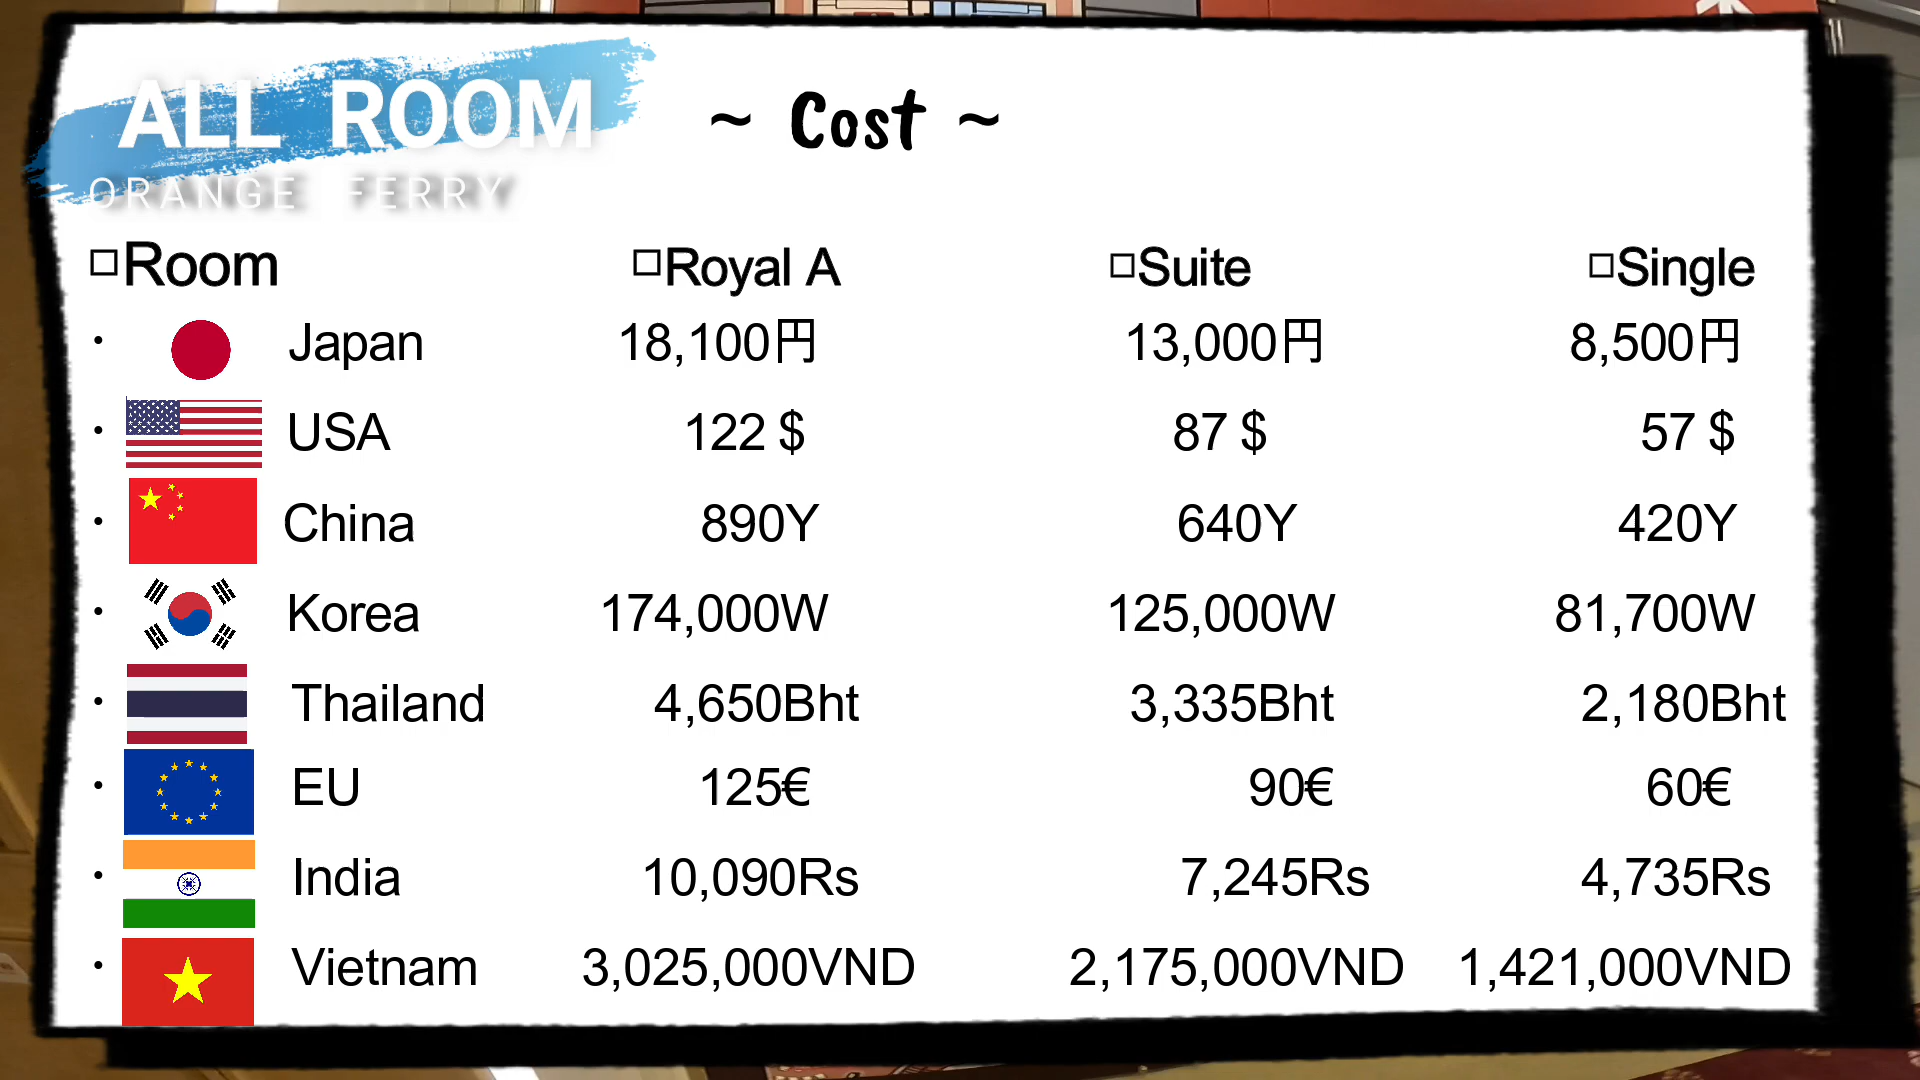 ALL ROOM
ORANGE FERRY
~ Cost ~
□Room □Royal A □Suite □Single
・ Japan 18,100円 13,000円 8,500円
・ USA 122 $ 87 $ 57 $
・ China 890Y 640Y 420Y
・ Korea 174,000W 125,000W 81,700W
・ Thailand 4,650Bht 3,335Bht 2,180Bht
・ EU 125€ 90€ 60€
・ India 10,090Rs 7,245Rs 4,735Rs
・ Vietnam 3,025,000VND 2,175,000VND 1,421,000VND